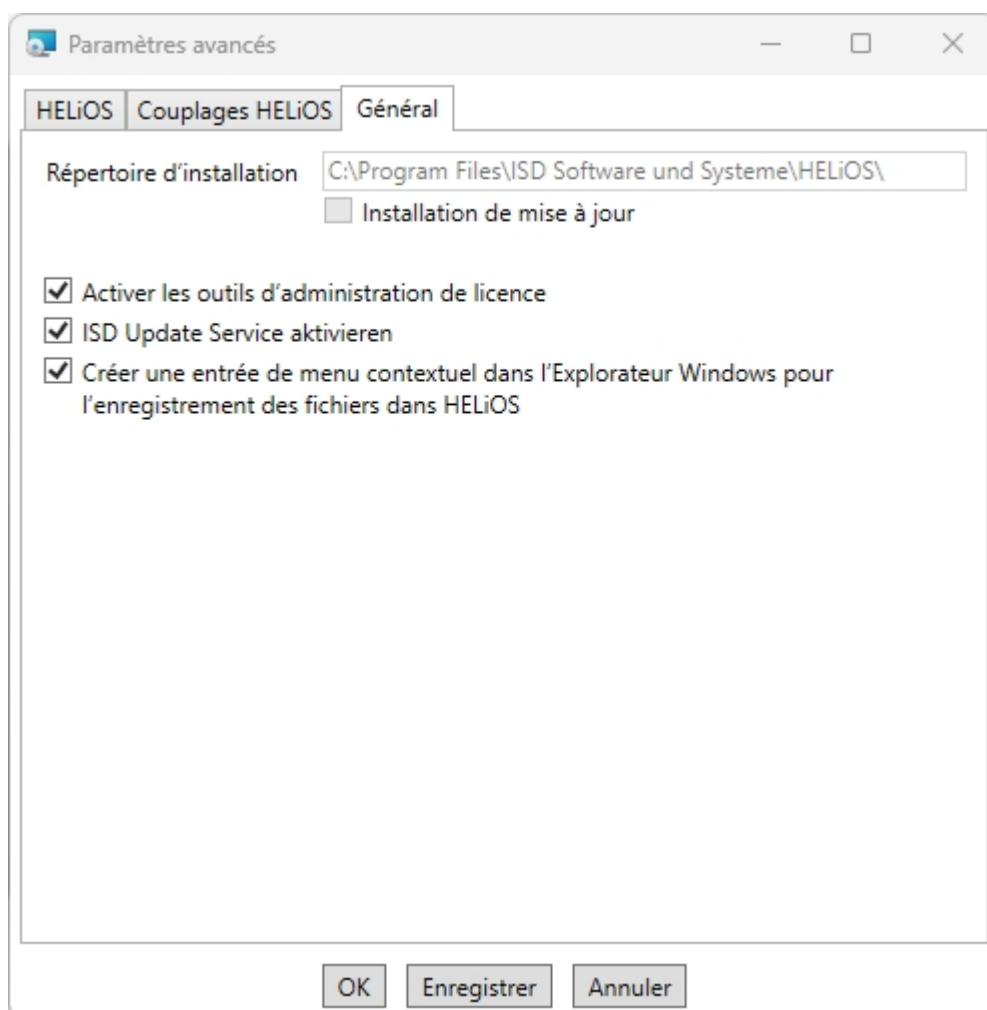 Paramètres avancés
HELiOS Couplages HELiOS Général
Répertoire d’installation C:\Program Files\ISD Software und Systeme\HELiOS\
Installation de mise à jour
Activer les outils d’administration de licence
ISD Update Service aktivieren
Créer une entrée de menu contextuel dans l’Explorateur Windows pour
l’enregistrement des fichiers dans HELiOS
OK Enregistrer Annuler